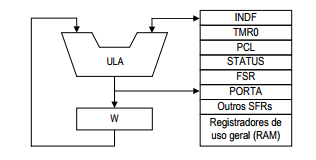 INDF
TMR0
PCL
ULA
STATUS
FSR
PORTA
Outros SFRs
W
Registradores de
uso geral (RAM)